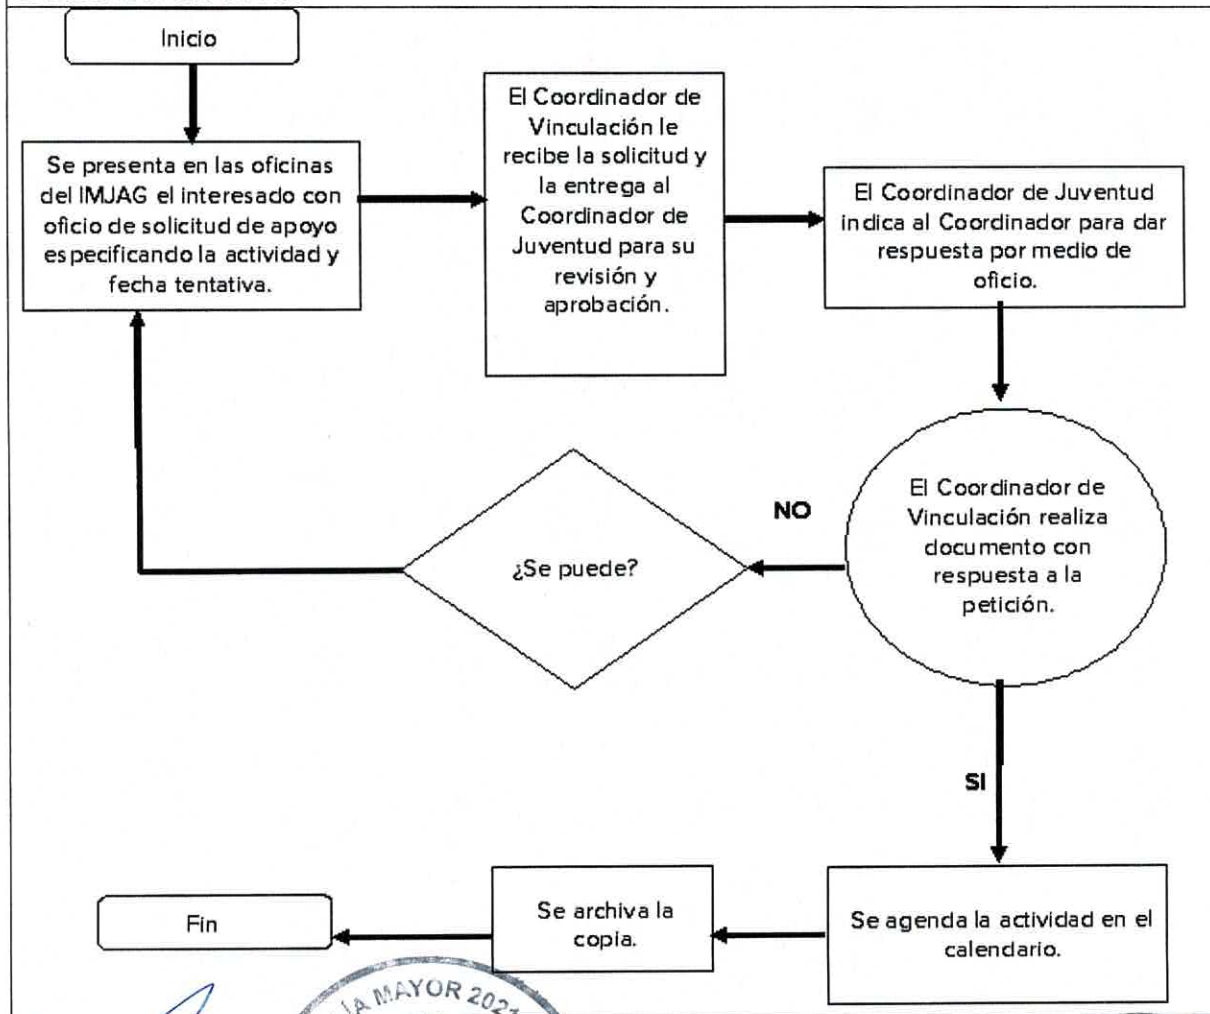 Inicio
Se presenta en las oficinas
del IMJAG el interesado con
oficio de solicitud de apoyo
especificando la actividad y
fecha tentativa.
El Coordinador de
Vinculación le
recibe la solicitud y
la entrega al
Coordinador de
Juventud para su
revisión y
aprobación.
El Coordinador de Juventud
indica al Coordinador para dar
respuesta por medio de
oficio.
El Coordinador de
Vinculación realiza
documento con
respuesta a la
petición.
NO
¿Se puede?
SI
Se agenda la actividad en el
calendario.
Se archiva la
copia.
Fin
MAYOR 2021